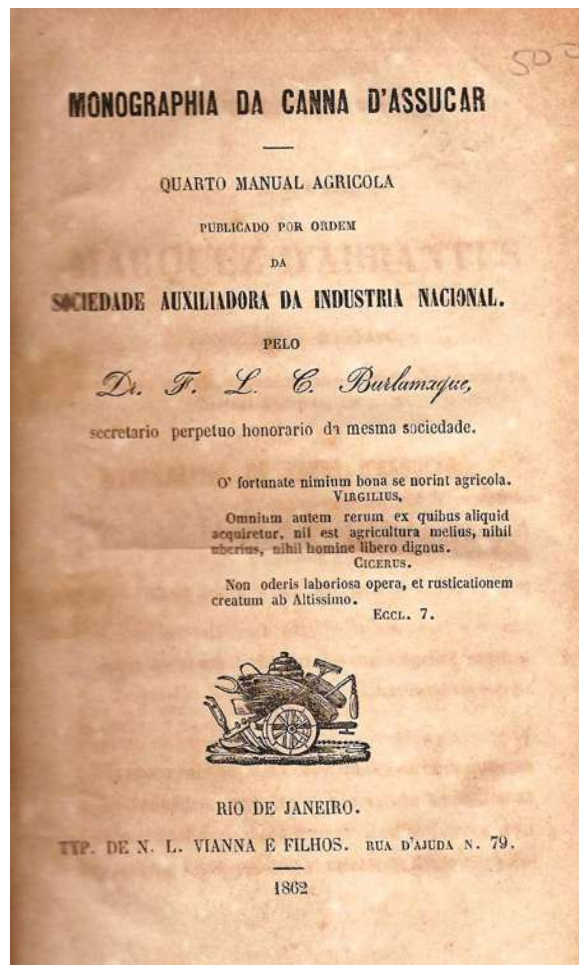 500
MONOGRAPHIA DA CANNA D'ASSUCAR
QUARTO MANUAL AGRICOLA
PUBLICADO POR ORDEM
DA
SOCIEDADE AUXILIADORA DA INDUSTRIA NACIONAL.
PELO
Dr. F. L. C. Burlamaque,
secretario perpetuo honorario da mesma sociedade.
O' fortunate nimium bona se norint agricola.
VIRGILIUS,
Omnium autem rerum ex quibus aliquid
acquiretur, nil est agricultura melius, nihil
uberius, nihil homine libero dignus.
CICERUS.
Non oderis laboriosa opera, et rusticationem
creatum ab Altissimo.
ECCL. 7.
RIO DE JANEIRO.
TYP. DE N. L. VIANNA E FILHOS. RUA D'AJUDA N. 79.
1862